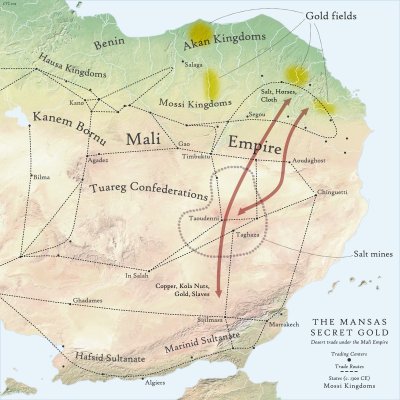 Gold fields
Benin
Akan Kingdoms
Salaga
Hausa Kingdoms
Kano
Mossi Kingdoms
Salt, Horses,
Cloth
Segou
Kanem Bornu
Mali
Empire
Gao
Timbuktu
Agadez
Aoudaghost
Bilma
Tuareg Confederations
Chinguetti
Taoudenni
Taghaza
Salt mines
In Salah
Copper, Kola Nuts,
Gold, Slaves
Ghadames
Sijilmasa
Marrakech
Marinid Sultanate
Hafsid Sultanate
Algiers
THE MANSAS
SECRET GOLD
Desert trade under the Mali Empire
Trading Centers
Trade Routes
States (c. 1300 CE)
Mossi Kingdoms